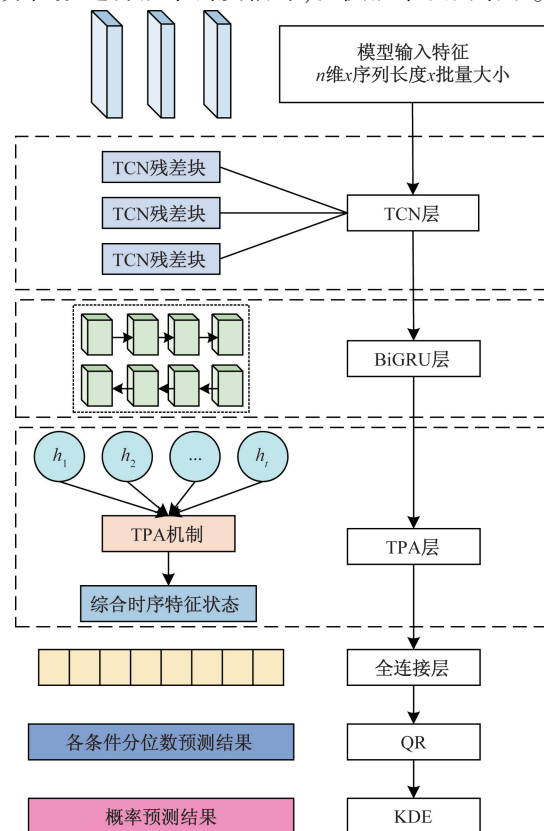 模型输入特征
n维x序列长度x批量大小
TCN残差块
TCN残差块
TCN残差块
TCN层
BiGRU层
h1
h2
...
ht
TPA机制
TPA层
综合时序特征状态
全连接层
各条件分位数预测结果
QR
概率预测结果
KDE